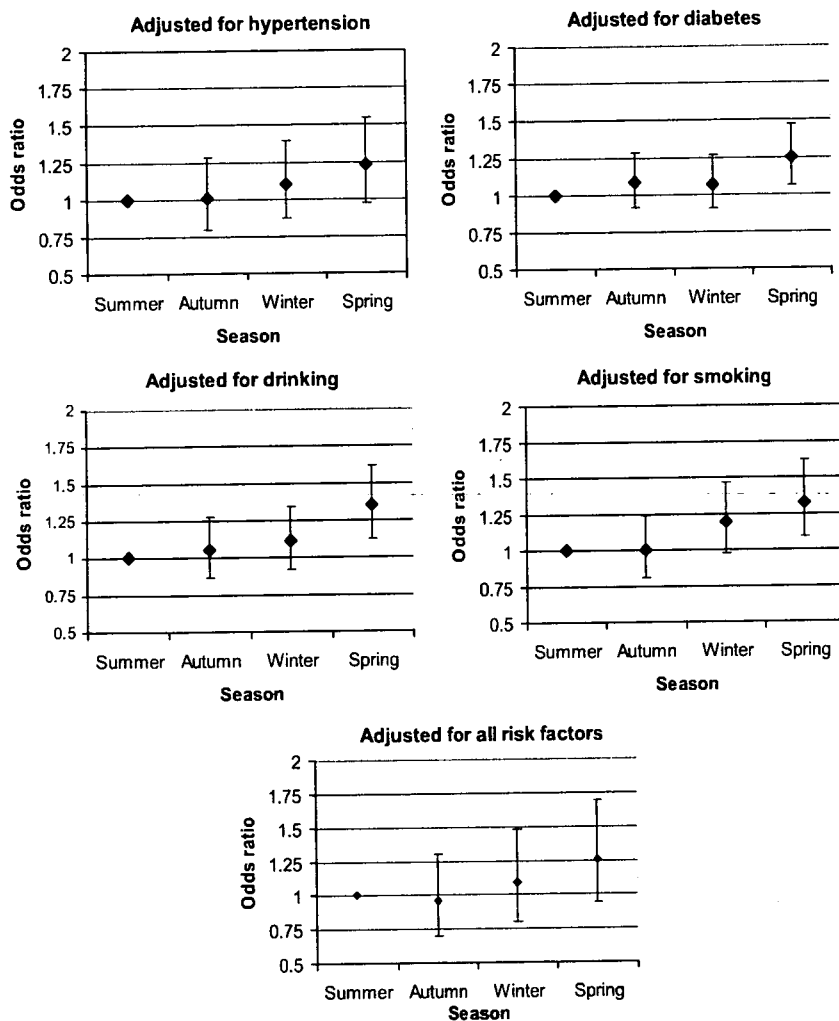 Adjusted for hypertension
2
1.75
1.5
1.25
1
0.75
0.5
Odds ratio
Summer Autumn Winter Spring
Season
Adjusted for diabetes
2
1.75
1.5
1.25
1
0.75
0.5
Odds ratio
Summer Autumn Winter Spring
Season
Adjusted for drinking
2
1.75
1.5
1.25
1
0.75
0.5
Odds ratio
Summer Autumn Winter Spring
Season
Adjusted for smoking
2
1.75
1.5
1.25
1
0.75
0.5
Odds ratio
Summer Autumn Winter Spring
Season
Adjusted for all risk factors
2
1.75
1.5
1.25
1
0.75
0.5
Odds ratio
Summer Autumn Winter Spring
Season